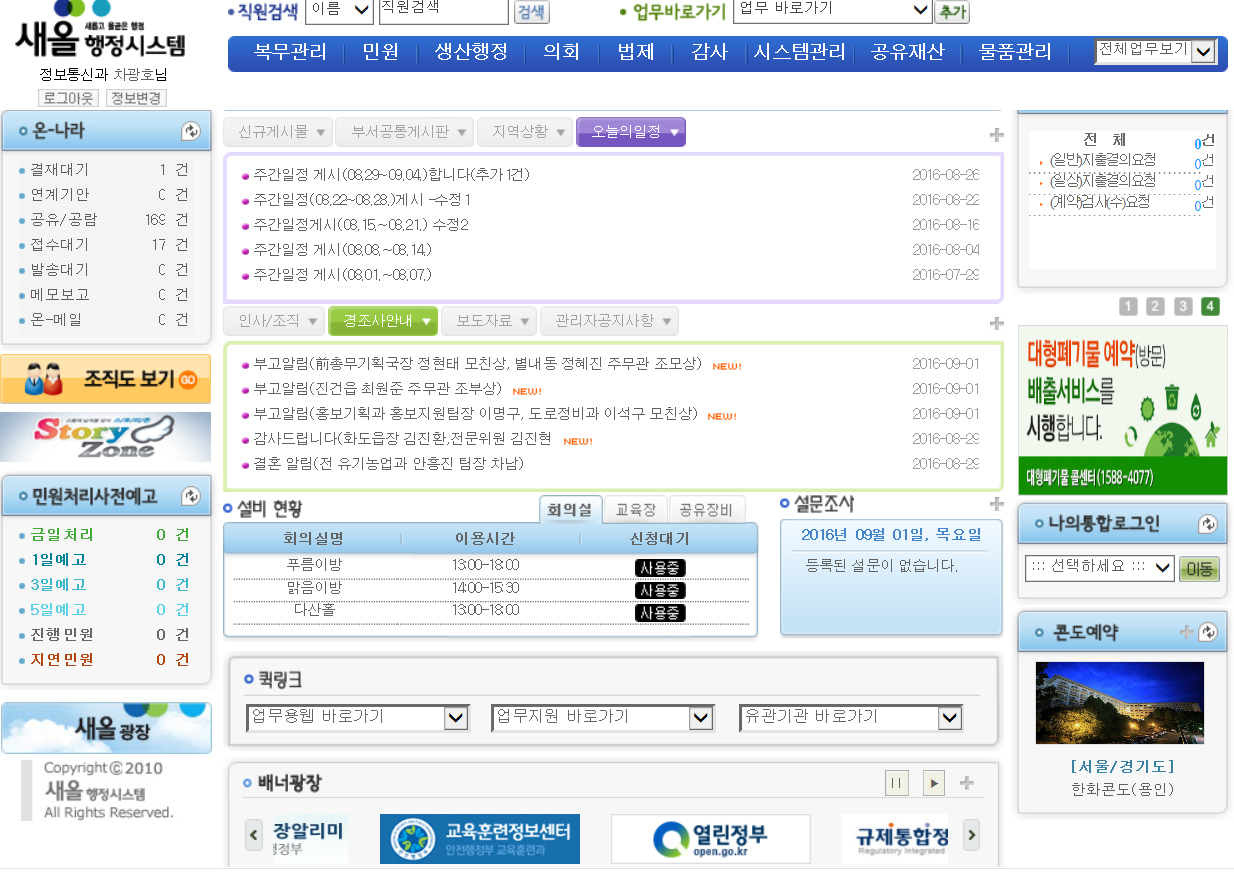 새롭고 올곧은 행정
새올 행정시스템
정보통신과 차광호님
로그아웃 정보변경
직원검색 이름 직원검색 검색 업무바로가기 업무 바로가기 추가
복무관리 민원 생산행정 의회 법제 감사 시스템관리 공유재산 물품관리 전체업무보기
온-나라
결재대기 1 건
연계기안 0 건
공유/공람 169 건
접수대기 17 건
발송대기 0 건
메모보고 0 건
온-메일 0 건
조직도 보기 GO
Story Zone
민원처리사전예고
금일처리 0 건
1일예고 0 건
3일예고 0 건
5일예고 0 건
진행민원 0 건
지연민원 0 건
새올 광장
Copyright©2010
새올 행정시스템
All Rights Reserved.
신규게시물 부서공통게시판 지역상황 오늘의일정
주간일정 게시(08.29~09.04.)합니다(추가 1건) 2016-08-26
주간일정(08.22~08.28.)게시 -수정 1 2016-08-22
주간일정게시(08.15.~08.21.) 수정2 2016-08-16
주간일정 게시(08.08.~08.14.) 2016-08-04
주간일정 게시(08.01.~08.07.) 2016-07-29
인사/조직 경조사안내 보도자료 관리자공지사항
부고알림(前총무기획국장 정현태 모친상, 별내동 정혜진 주무관 조모상) NEW! 2016-09-01
부고알림(진건읍 최원준 주무관 조부상) NEW! 2016-09-01
부고알림(홍보기획과 홍보지원팀장 이명구, 도로정비과 이석구 모친상) NEW! 2016-09-01
감사드립니다(화도읍장 김진환,전문위원 김진현 NEW! 2016-08-29
결혼 알림(전 유기농업과 안흥진 팀장 차남) 2016-08-29
설비 현황 회의실 교육장 공유장비
회의실명 이용시간 신청대기
푸름이방 13:00~18:00 사용중
맑음이방 14:00~15:30 사용중
다산홀 13:00~18:00 사용중
설문조사
2016년 09월 01일, 목요일
등록된 설문이 없습니다.
퀵링크
업무용웹 바로가기 업무지원 바로가기 유관기관 바로가기
배너광장
장알리미
행정부
교육훈련정보센터
안전행정부 교육훈련과
열린정부
open.go.kr
규제통합정
Regulatory Integrated
전 체 0건
(일반)지출결의요청 0건
(일상)지출결의요청 0건
(계약)검사(수)요청 0건
1 2 3 4
대형폐기물 예약(방문)
배출서비스를
시행합니다.
대형폐기물 콜센터(1588-4077)
나의통합로그인
::: 선택하세요 ::: 이동
콘도예약
[서울/경기도]
한화콘도(용인)